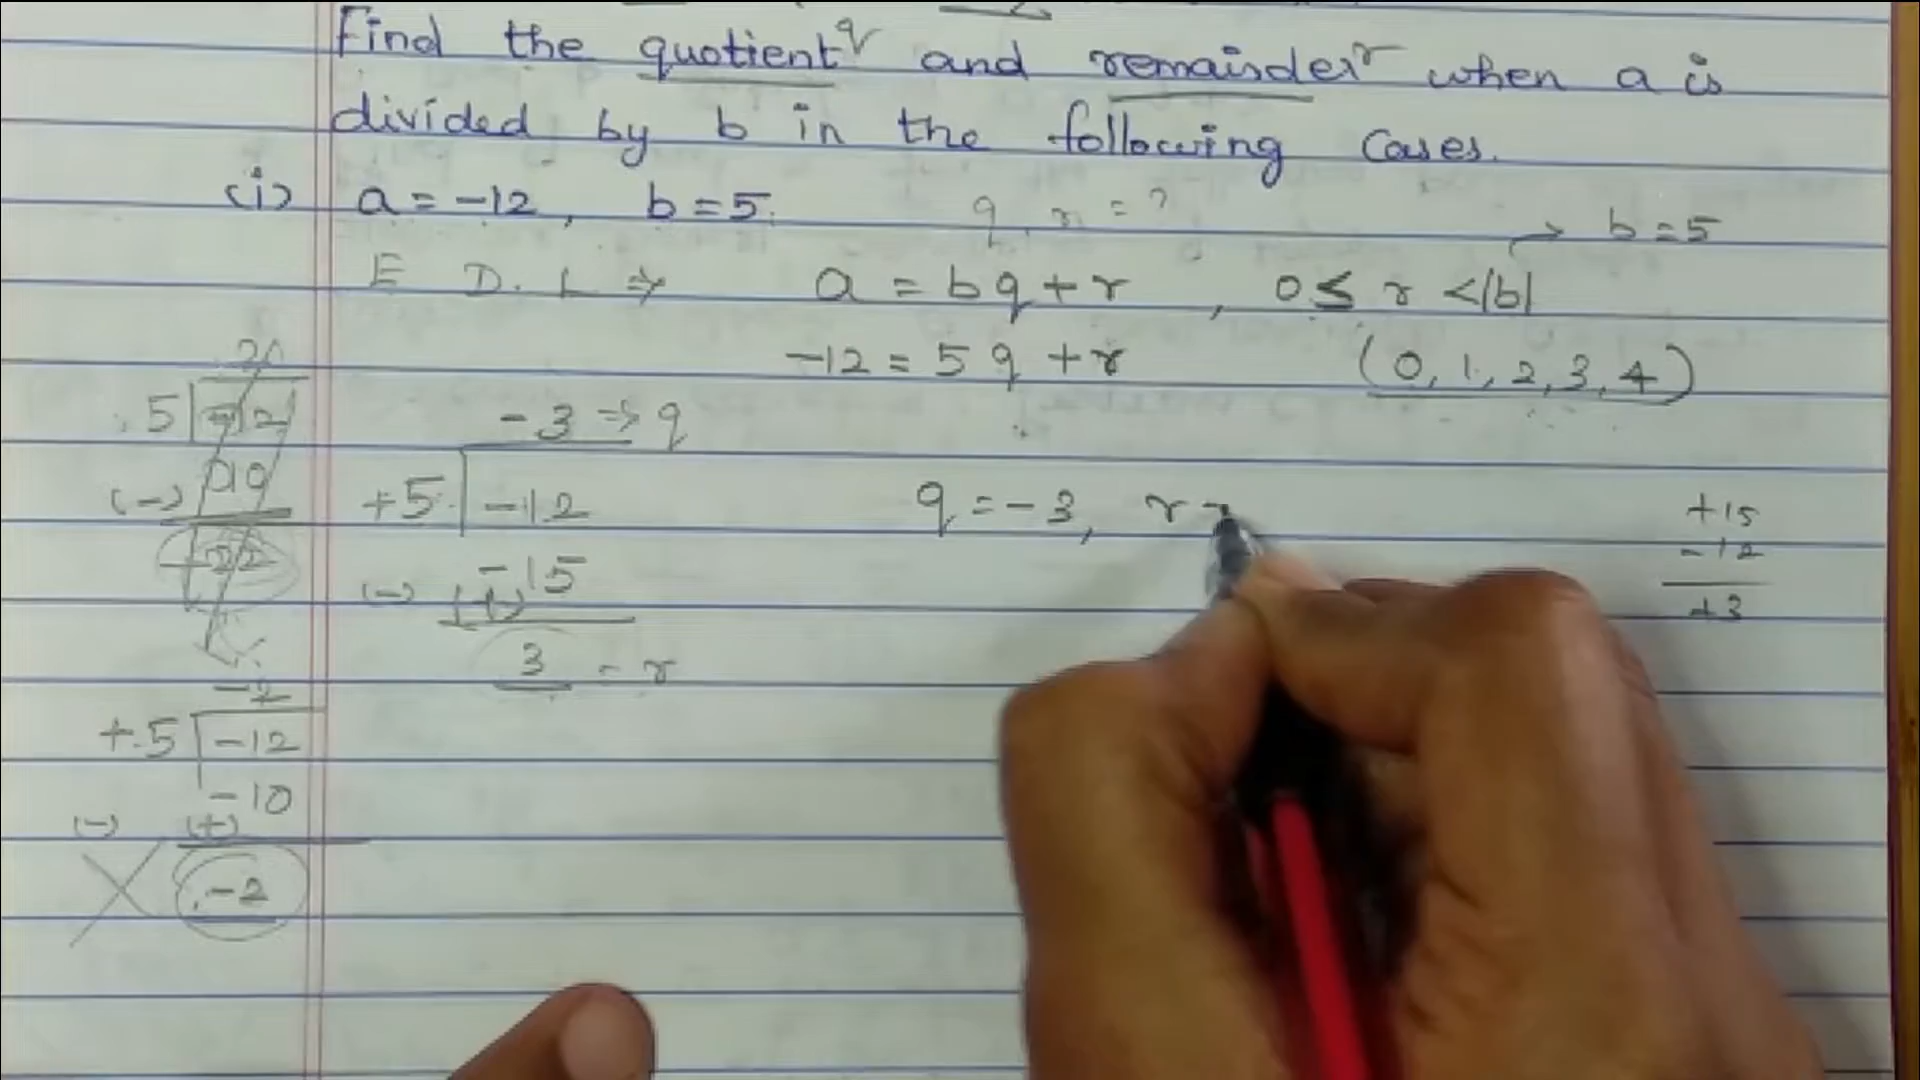 Find the quotient q and remainder r when a is
divided by b in the following cases.
(i) a = -12, b = 5. q, r = ?
→ b = 5
E D. L ⇒ a = bq + r, 0 ≤ r < |b|
-12 = 5q + r (0, 1, 2, 3, 4)
5 -12
(-)
-3 → q
+5 -12
(-) -15
(+)
3 = r
q = -3, r =
+15
-12
+3
-2
+5 -12
-10
(-) (+)
X -2